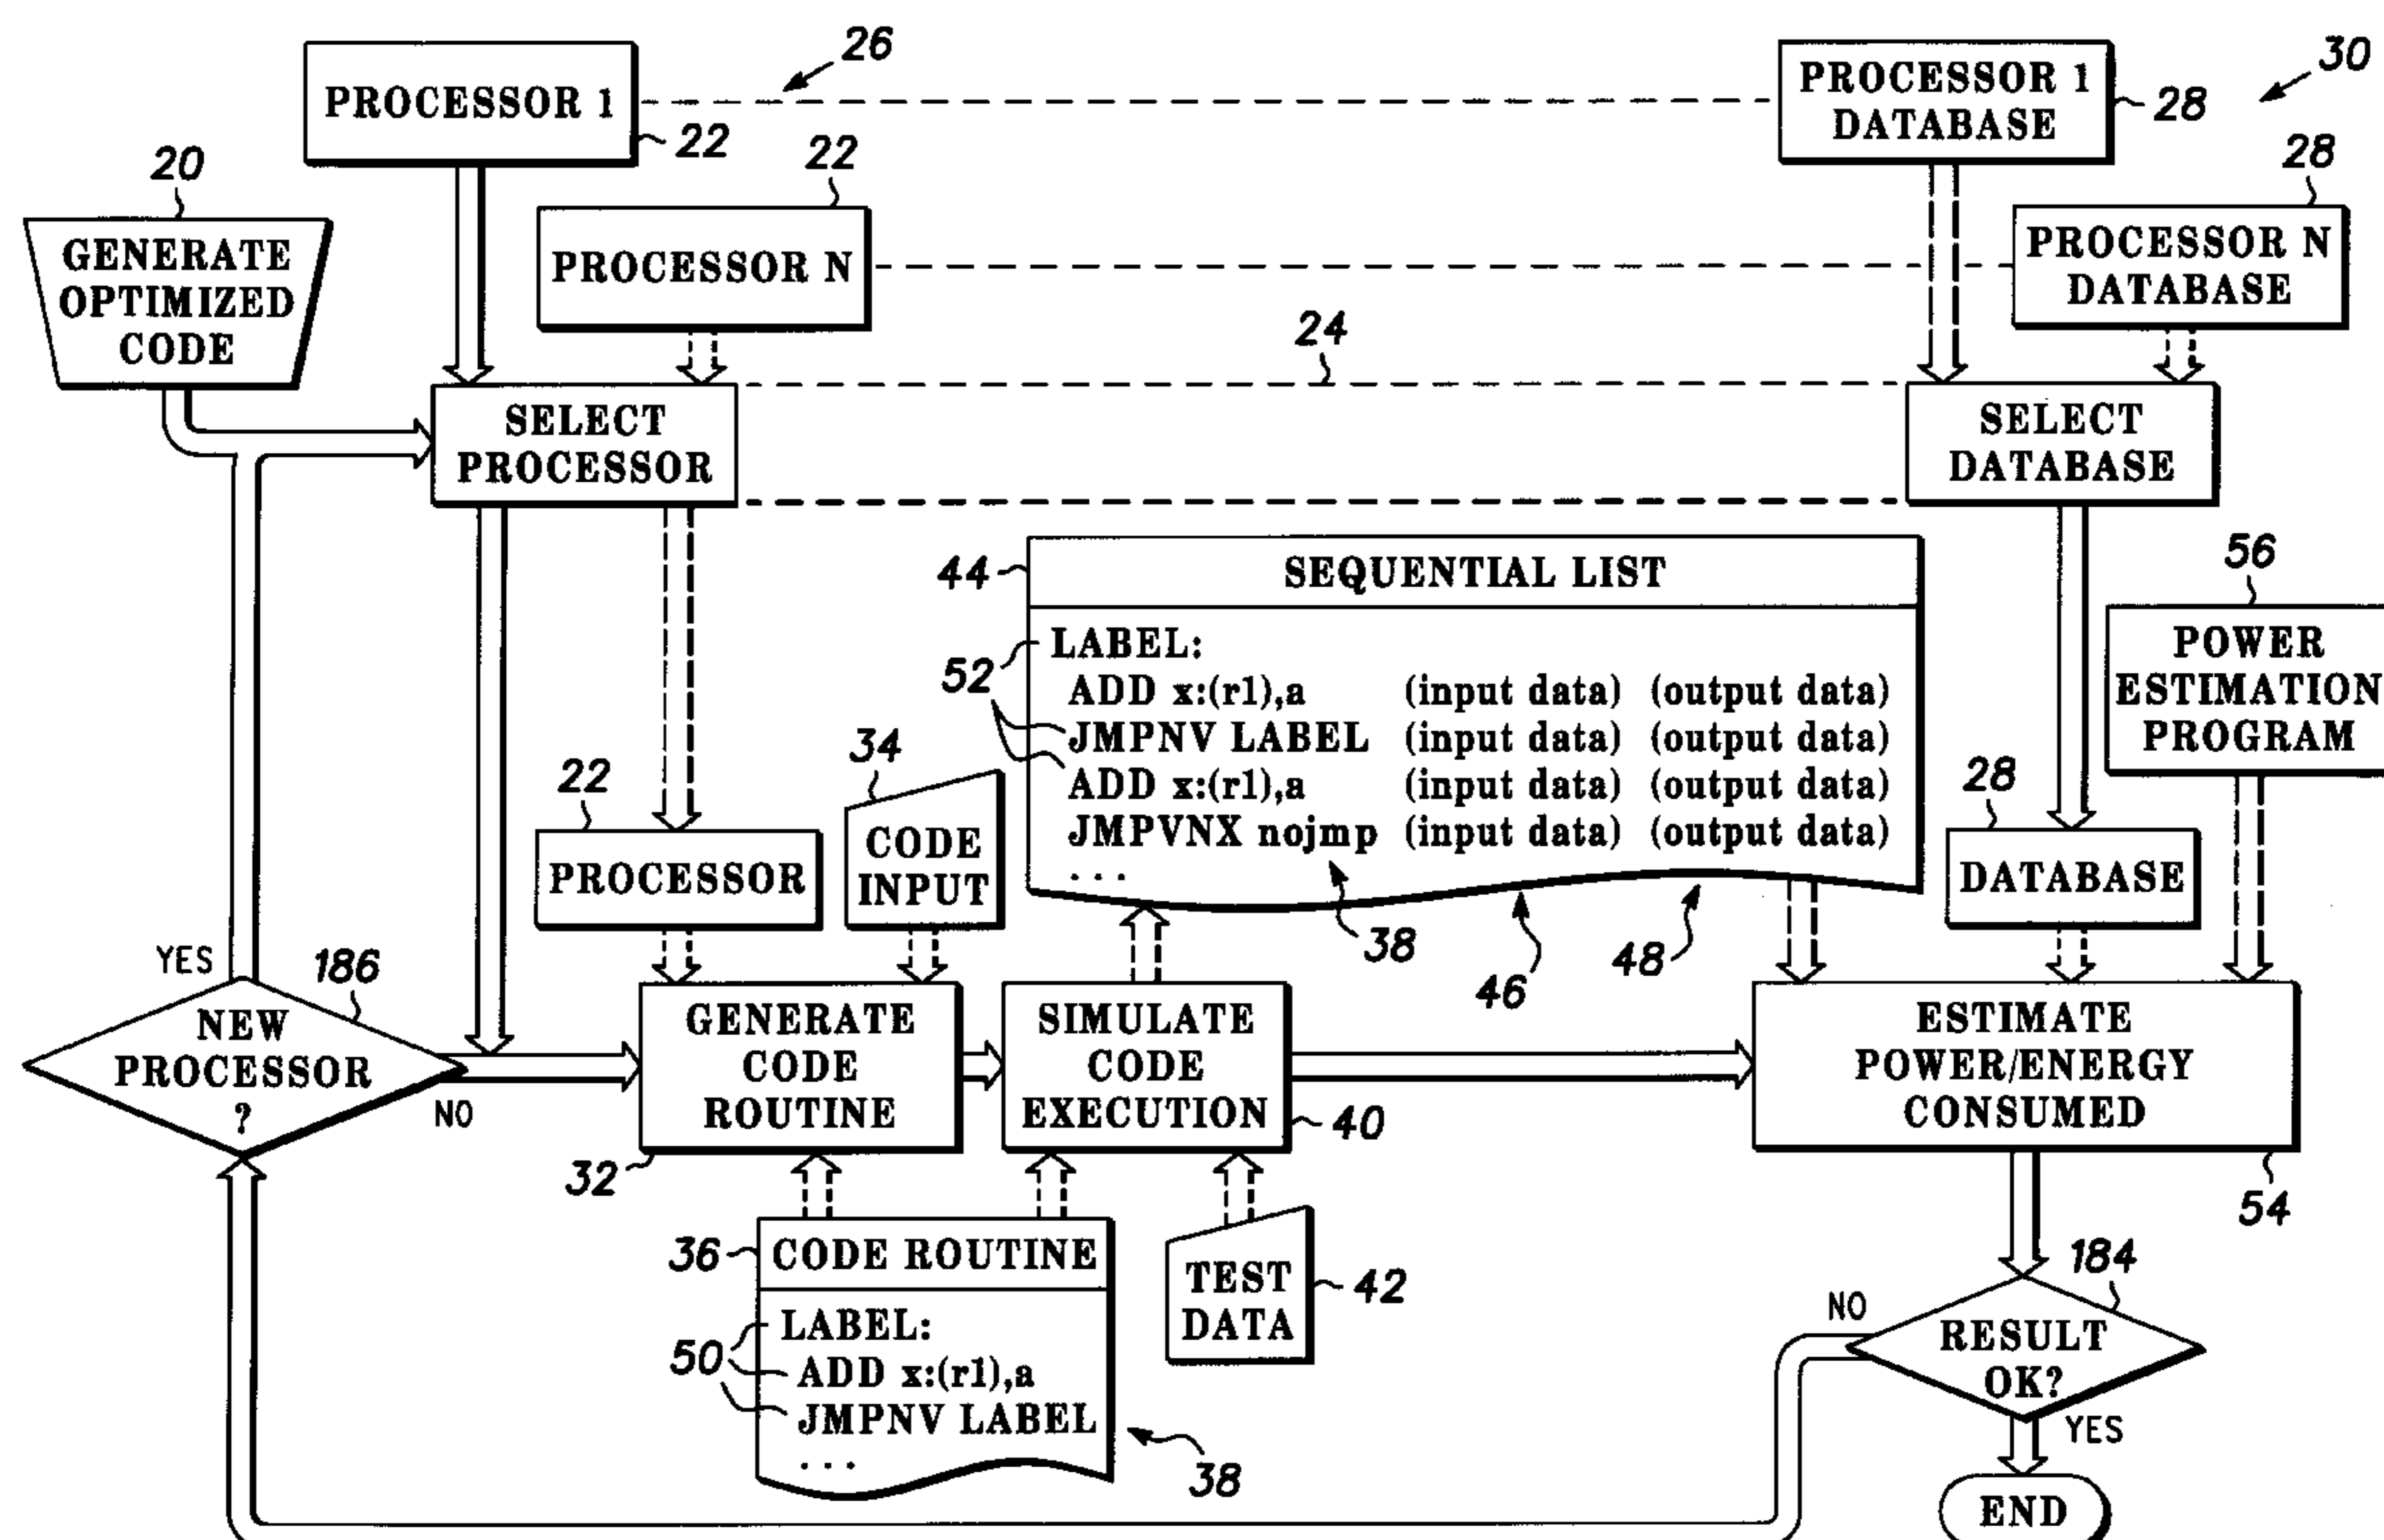 26
30
PROCESSOR 1
22
PROCESSOR 1
DATABASE
28
20
22
28
GENERATE
OPTIMIZED
CODE
PROCESSOR N
PROCESSOR N
DATABASE
24
SELECT
PROCESSOR
SELECT
DATABASE
44
SEQUENTIAL LIST
56
52
LABEL:
ADD x:(r1),a (input data) (output data)
JMPNV LABEL (input data) (output data)
ADD x:(r1),a (input data) (output data)
JMPVNX nojmp (input data) (output data)
...
38
46
48
POWER
ESTIMATION
PROGRAM
22
PROCESSOR
34
CODE
INPUT
28
DATABASE
YES
186
NEW
PROCESSOR
?
NO
GENERATE
CODE
ROUTINE
32
SIMULATE
CODE
EXECUTION
40
ESTIMATE
POWER/ENERGY
CONSUMED
54
36
CODE ROUTINE
50
LABEL:
ADD x:(r1),a
JMPNV LABEL
...
38
TEST
DATA
42
184
NO
RESULT
OK?
YES
END